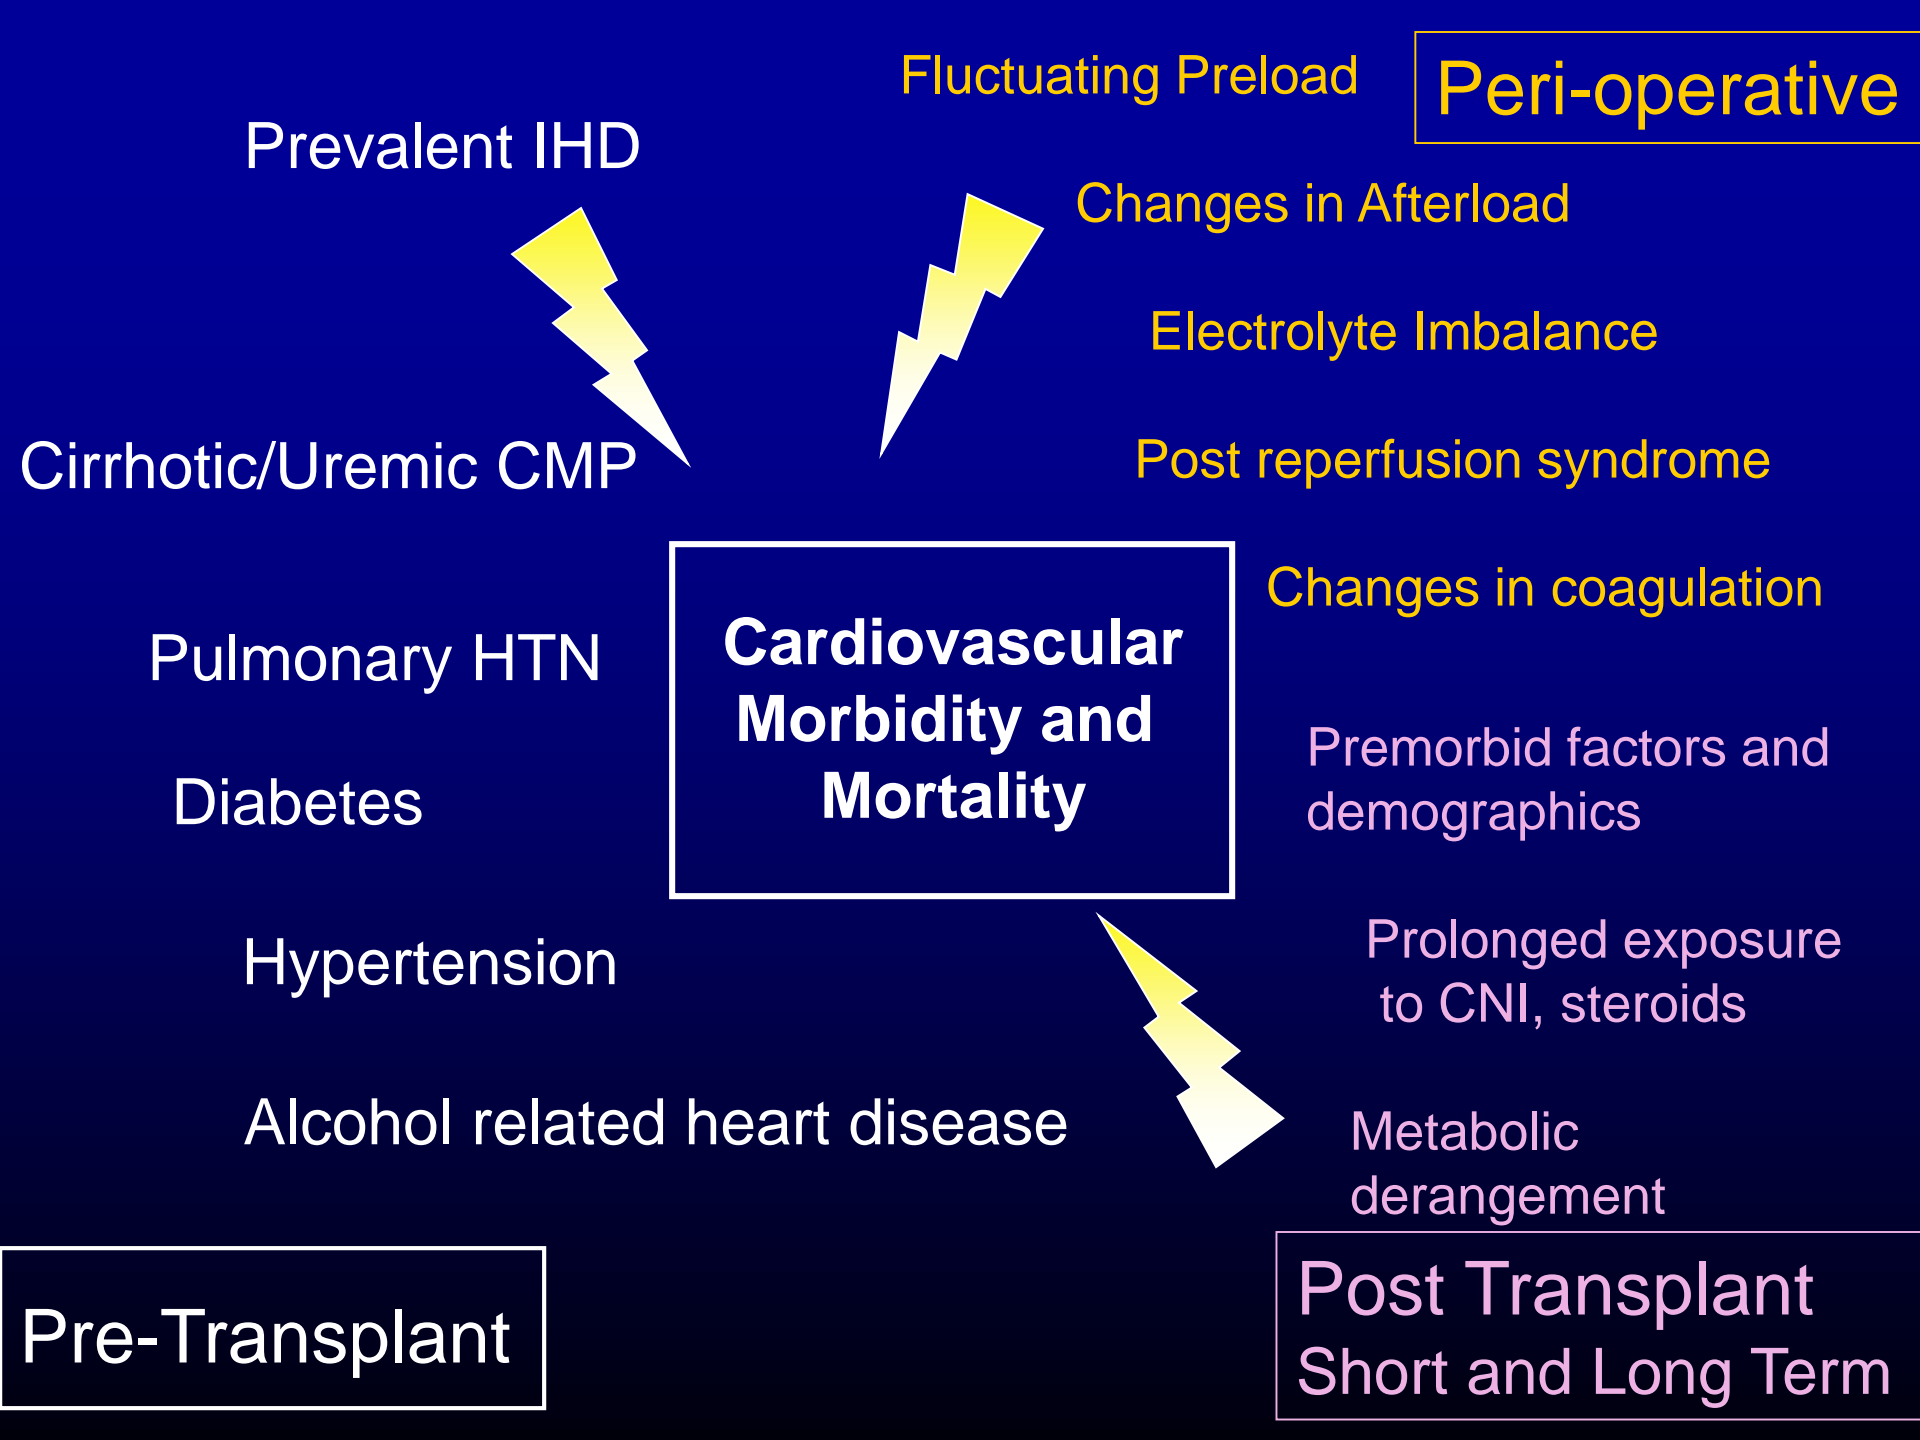 Prevalent IHD
Cirrhotic/Uremic CMP
Pulmonary HTN
Diabetes
Hypertension
Alcohol related heart disease
Pre-Transplant
Cardiovascular
Morbidity and
Mortality
Peri-operative
Fluctuating Preload
Changes in Afterload
Electrolyte Imbalance
Post reperfusion syndrome
Changes in coagulation
Premorbid factors and
demographics
Prolonged exposure
to CNI, steroids
Metabolic
derangement
Post Transplant
Short and Long Term